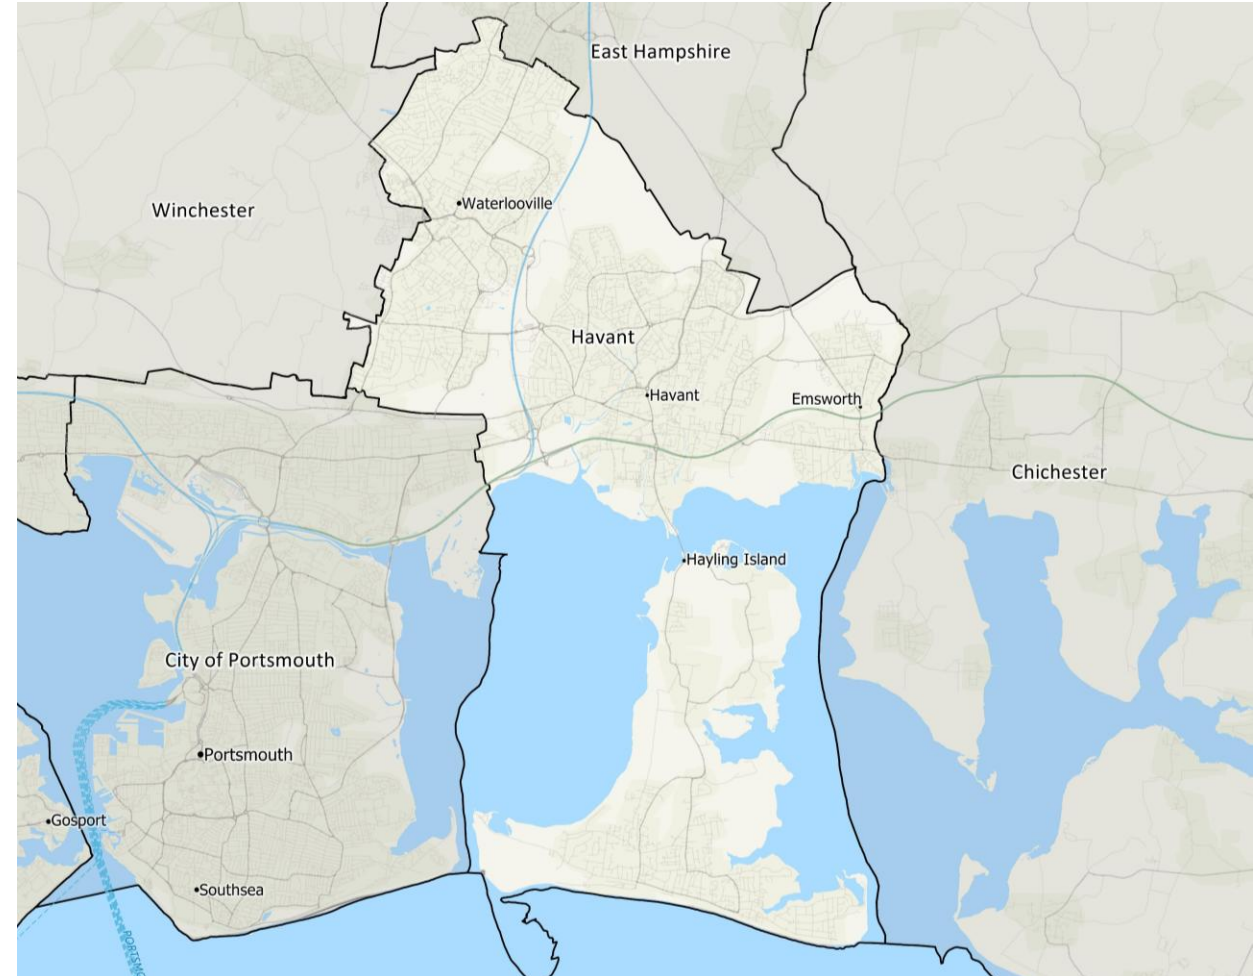 East Hampshire
Winchester
Waterlooville
Havant
Havant
Emsworth
Chichester
Hayling Island
City of Portsmouth
Portsmouth
Gosport
Southsea